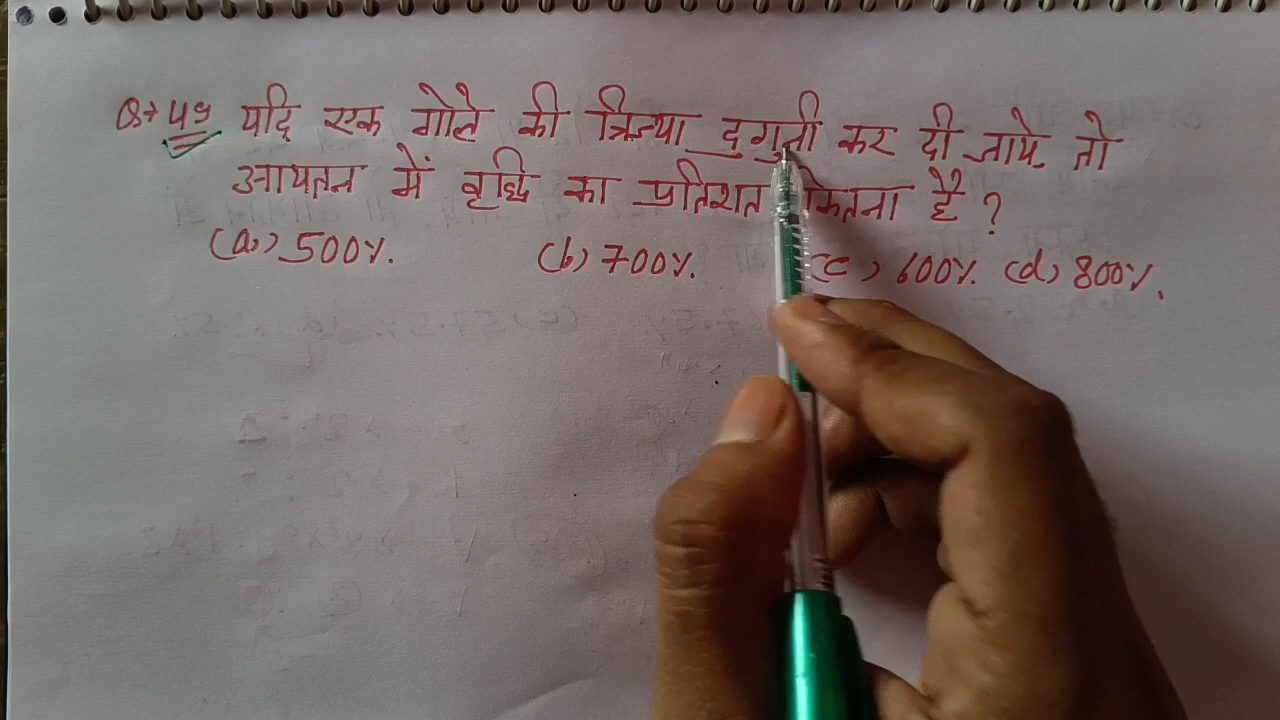 Q→49 यदि एक गोले की त्रिज्या दुगुनी कर दी जाये तो
आयतन में वृद्धि का प्रतिशत कितना है ?
(a) 500%. (b) 700%. (c) 600%. (d) 800%.